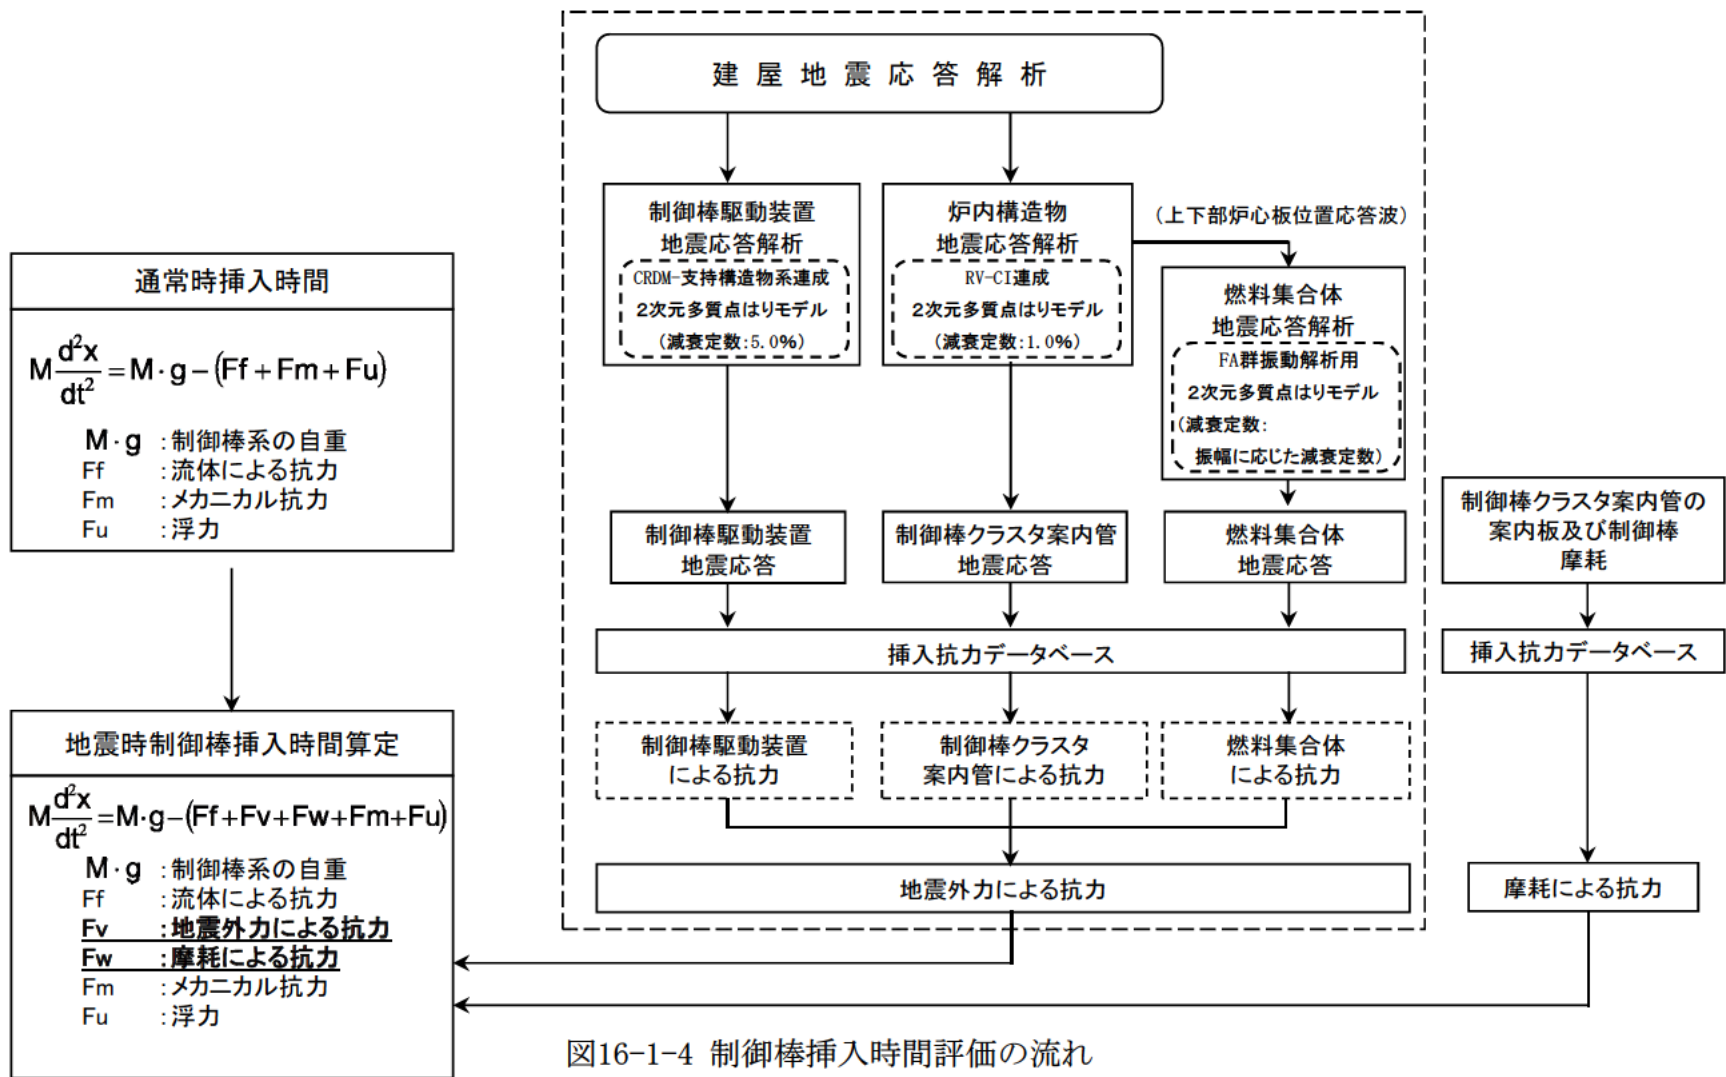 建屋地震応答解析
制御棒駆動装置
地震応答解析
CRDM-支持構造物系連成
2次元多質点はりモデル
(減衰定数:5.0%)
炉内構造物
地震応答解析
RV-CI連成
2次元多質点はりモデル
(減衰定数:1.0%)
(上下部炉心板位置応答波)
燃料集合体
地震応答解析
FA群振動解析用
2次元多質点はりモデル
(減衰定数:
振幅に応じた減衰定数)
通常時挿入時間
M d²x/dt² = M・g − (Ff + Fm + Fu)
M・g :制御棒系の自重
Ff :流体による抗力
Fm :メカニカル抗力
Fu :浮力
制御棒駆動装置
地震応答
制御棒クラスタ案内管
地震応答
燃料集合体
地震応答
制御棒クラスタ案内管の
案内板及び制御棒
摩耗
挿入抗力データベース
挿入抗力データベース
制御棒駆動装置
による抗力
制御棒クラスタ
案内管による抗力
燃料集合体
による抗力
地震外力による抗力
摩耗による抗力
地震時制御棒挿入時間算定
M d²x/dt² = M・g − (Ff + Fv + Fw + Fm + Fu)
M・g :制御棒系の自重
Ff :流体による抗力
Fv :地震外力による抗力
Fw :摩耗による抗力
Fm :メカニカル抗力
Fu :浮力
図16-1-4 制御棒挿入時間評価の流れ